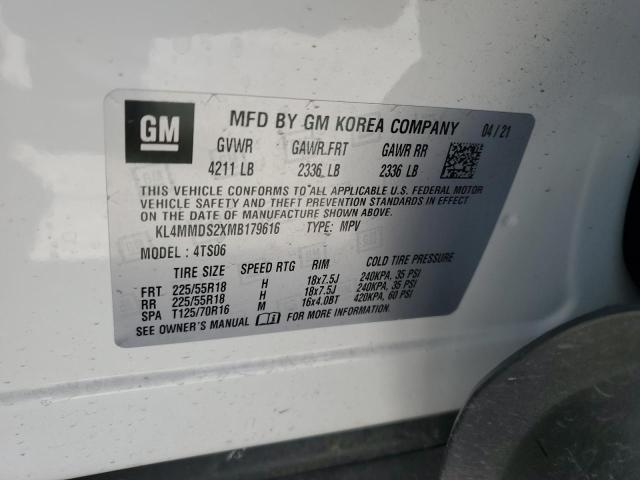 GM
MFD BY GM KOREA COMPANY 04/21
GVWR GAWR FRT GAWR RR
4211 LB 2336 LB 2336 LB
THIS VEHICLE CONFORMS TO ALL APPLICABLE U.S. FEDERAL MOTOR
VEHICLE SAFETY AND THEFT PREVENTION STANDARDS IN EFFECT ON
THE DATE OF MANUFACTURE SHOWN ABOVE.
KL4MMDS2XMB179616 TYPE: MPV
MODEL: 4TS06
TIRE SIZE SPEED RTG RIM COLD TIRE PRESSURE
FRT 225/55R18 H 18x7.5J 240KPA, 35 PSI
RR 225/55R18 H 18x7.5J 240KPA, 35 PSI
SPA T125/70R16 M 16x4.0BT 420KPA, 60 PSI
SEE OWNER'S MANUAL FOR MORE INFORMATION.